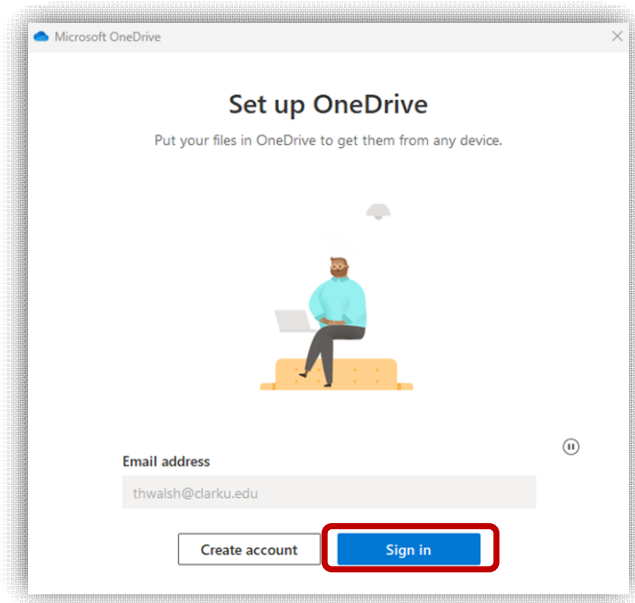 Microsoft OneDrive
Set up OneDrive
Put your files in OneDrive to get them from any device.
Email address
thwalsh@clarku.edu
Create account
Sign in